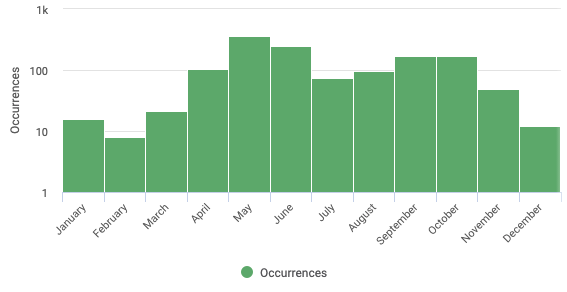 1k
100
10
1
Occurrences
January
February
March
April
May
June
July
August
September
October
November
December
Occurrences